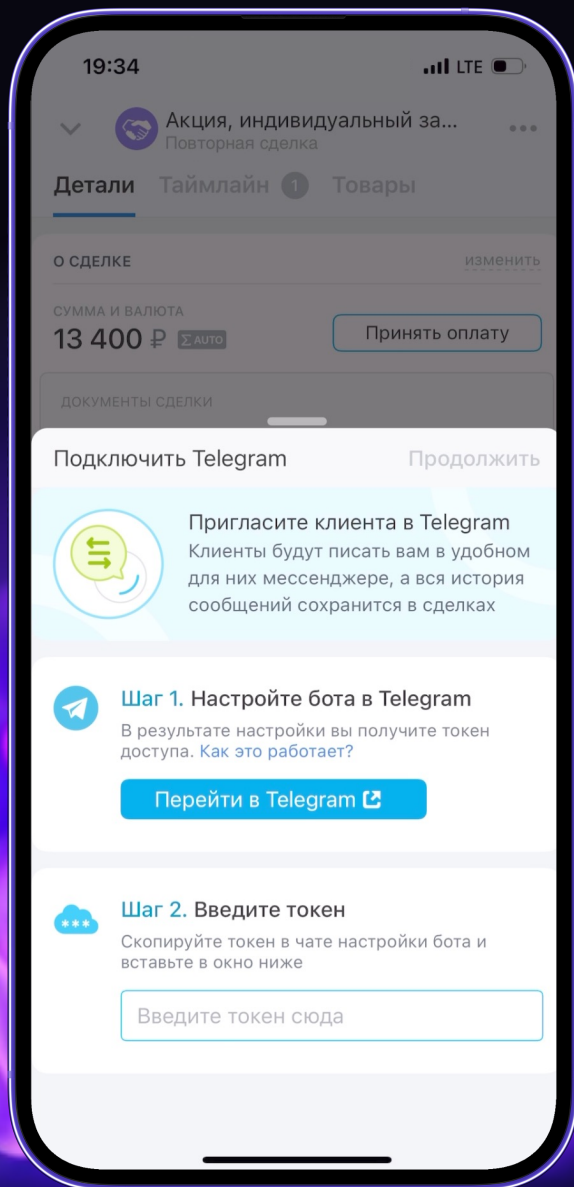 19:34
LTE
Акция, индивидуальный за...
Повторная сделка
Детали Таймлайн 1 Товары
О СДЕЛКЕ изменить
СУММА И ВАЛЮТА
13 400 ₽ Σ AUTO Принять оплату
ДОКУМЕНТЫ СДЕЛКИ
Подключить Telegram Продолжить
Пригласите клиента в Telegram
Клиенты будут писать вам в удобном
для них мессенджере, а вся история
сообщений сохранится в сделках
Шаг 1. Настройте бота в Telegram
В результате настройки вы получите токен
доступа. Как это работает?
Перейти в Telegram
Шаг 2. Введите токен
Скопируйте токен в чате настройки бота и
вставьте в окно ниже
Введите токен сюда